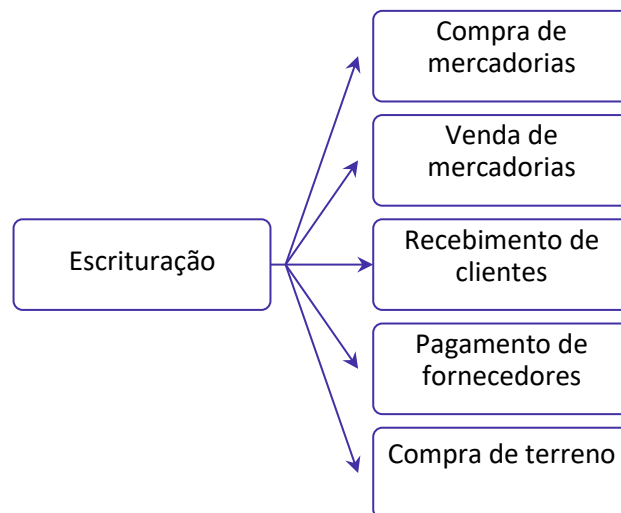 Escrituração
Compra de
mercadorias
Venda de
mercadorias
Recebimento de
clientes
Pagamento de
fornecedores
Compra de terreno